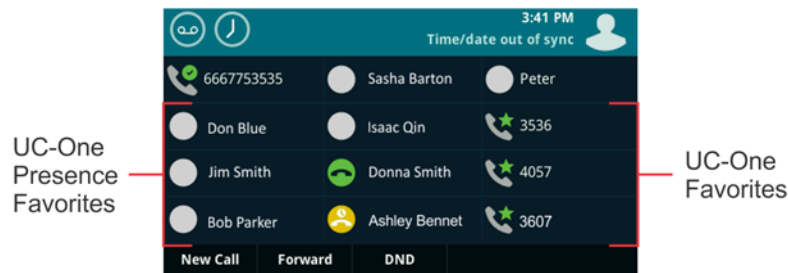 3:41 PM
Time/date out of sync
6667753535 Sasha Barton Peter
UC-One Presence Favorites
Don Blue Isaac Qin 3536
Jim Smith Donna Smith 4057
Bob Parker Ashley Bennet 3607
UC-One Favorites
New Call Forward DND